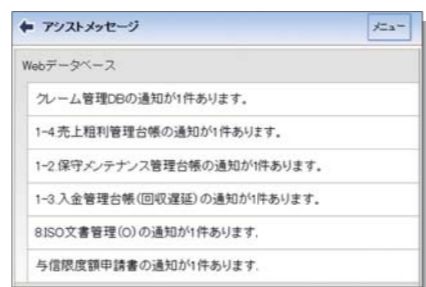 アシストメッセージ
メニュー
Webデータベース
クレーム管理DBの通知が1件あります。
1-4.売上粗利管理台帳の通知が1件あります。
1-2.保守メンテナンス管理台帳の通知が1件あります。
1-3.入金管理台帳(回収遅延)の通知が1件あります。
8.ISO文書管理(O)の通知が1件あります.
与信限度額申請書の通知が1件あります.